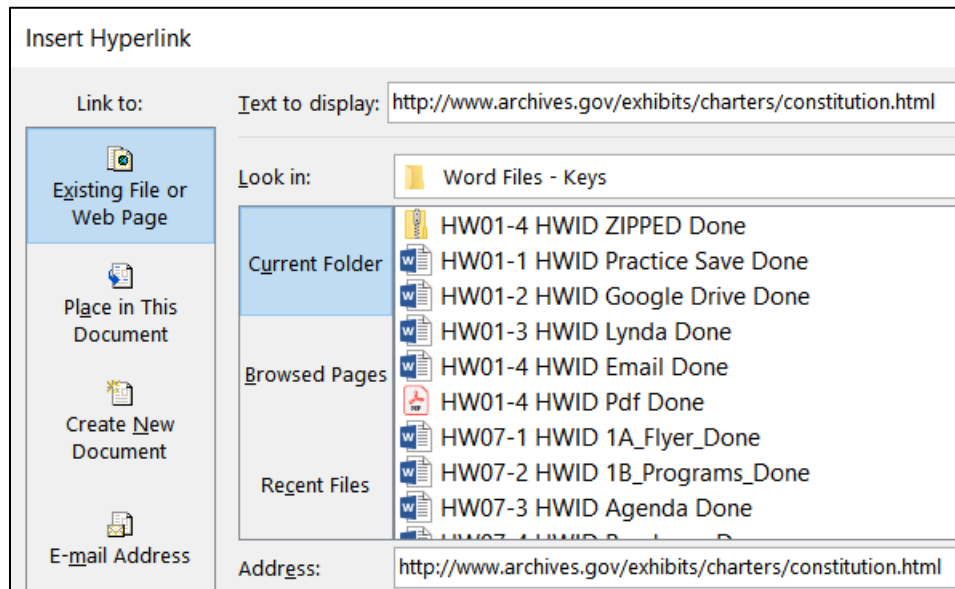 Insert Hyperlink
Link to:
Text to display: http://www.archives.gov/exhibits/charters/constitution.html
Existing File or
Web Page
Look in: Word Files - Keys
Place in This
Document
Create New
Document
E-mail Address
Current Folder
Browsed Pages
Recent Files
HW01-4 HWID ZIPPED Done
HW01-1 HWID Practice Save Done
HW01-2 HWID Google Drive Done
HW01-3 HWID Lynda Done
HW01-4 HWID Email Done
HW01-4 HWID Pdf Done
HW07-1 HWID 1A_Flyer_Done
HW07-2 HWID 1B_Programs_Done
HW07-3 HWID Agenda Done
Address: http://www.archives.gov/exhibits/charters/constitution.html